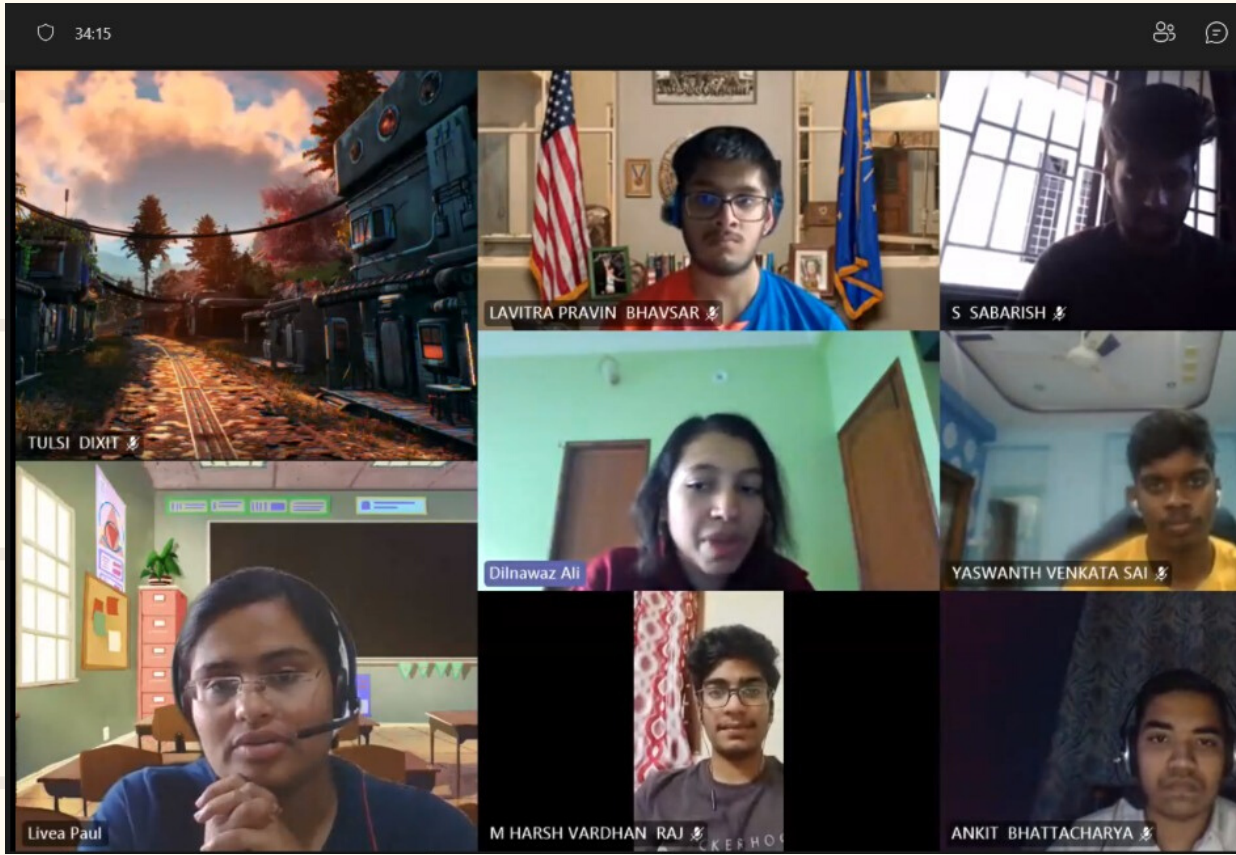 34:15
TULSI DIXIT
LAVITRA PRAVIN BHAVSAR
S SABARISH
Dilnawaz Ali
YASWANTH VENKATA SAI
Livea Paul
M HARSH VARDHAN RAJ
ANKIT BHATTACHARYA